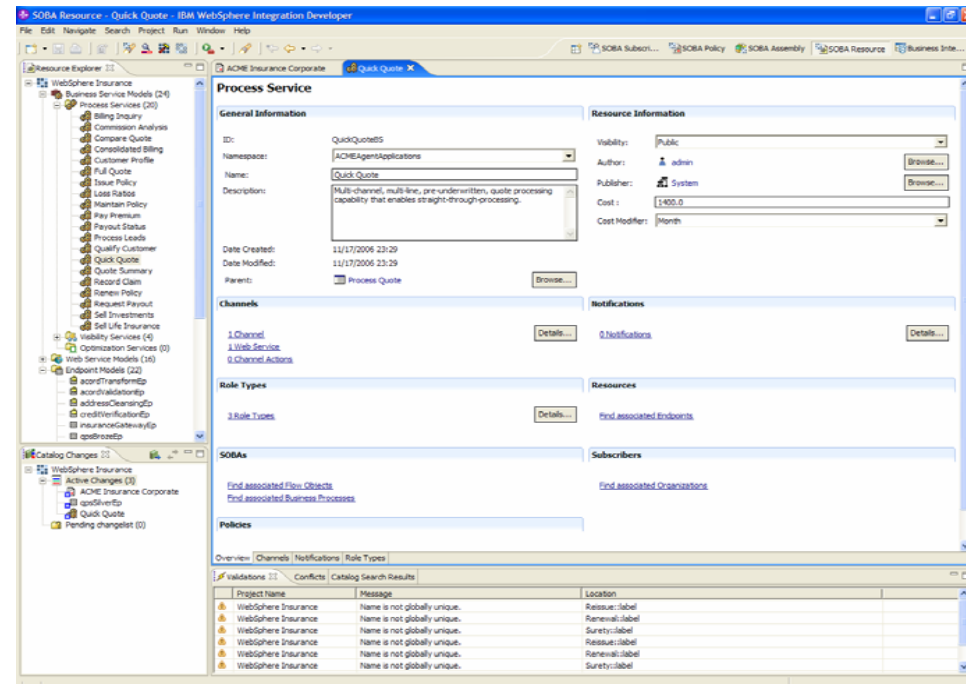 SOBA Resource - Quick Quote - IBM WebSphere Integration Developer
File Edit Navigate Search Project Run Window Help
SOBA Subscri... SOBA Policy SOBA Assembly SOBA Resource Business Inte...
Resource Explorer
WebSphere Insurance
Business Service Models (24)
Process Services (20)
Billing Inquiry
Commission Analysis
Compare Quote
Consolidated Billing
Customer Profile
Full Quote
Issue Policy
Loss Ratios
Maintain Policy
Pay Premium
Payout Status
Process Leads
Qualify Customer
Quick Quote
Quote Summary
Record Claim
Renew Policy
Request Payout
Sell Investments
Sell Life Insurance
Visibility Services (4)
Optimization Services (0)
Web Service Models (16)
Endpoint Models (22)
acordTransformEp
acordValidationEp
addressCleansingEp
creditVerificationEp
insuranceGatewayEp
qpsBronzeEp
Catalog Changes
WebSphere Insurance
Active Changes (3)
ACME Insurance Corporate
qpsSilverEp
Quick Quote
Pending changelist (0)
ACME Insurance Corporate Quick Quote
Process Service
General Information
ID: QuickQuoteBS
Namespace: ACMEAgentApplications
Name: Quick Quote
Description: Multi-channel, multi-line, pre-underwritten, quote processing
capability that enables straight-through-processing.
Date Created: 11/17/2006 23:29
Date Modified: 11/17/2006 23:29
Parent: Process Quote Browse...
Resource Information
Visibility: Public
Author: admin Browse...
Publisher: System Browse...
Cost : 1400.0
Cost Modifier: Month
Channels
1 Channel Details...
1 Web Service
0 Channel Actions
Notifications
0 Notifications Details...
Role Types
3 Role Types Details...
Resources
Find associated Endpoints
SOBAs
Find associated Flow Objects
Find associated Business Processes
Subscribers
Find associated Organizations
Policies
Overview Channels Notifications Role Types
Validations Conflicts Catalog Search Results
Project Name Message Location
WebSphere Insurance Name is not globally unique. Reissue::label
WebSphere Insurance Name is not globally unique. Renewal::label
WebSphere Insurance Name is not globally unique. Surety::label
WebSphere Insurance Name is not globally unique. Reissue::label
WebSphere Insurance Name is not globally unique. Renewal::label
WebSphere Insurance Name is not globally unique. Surety::label